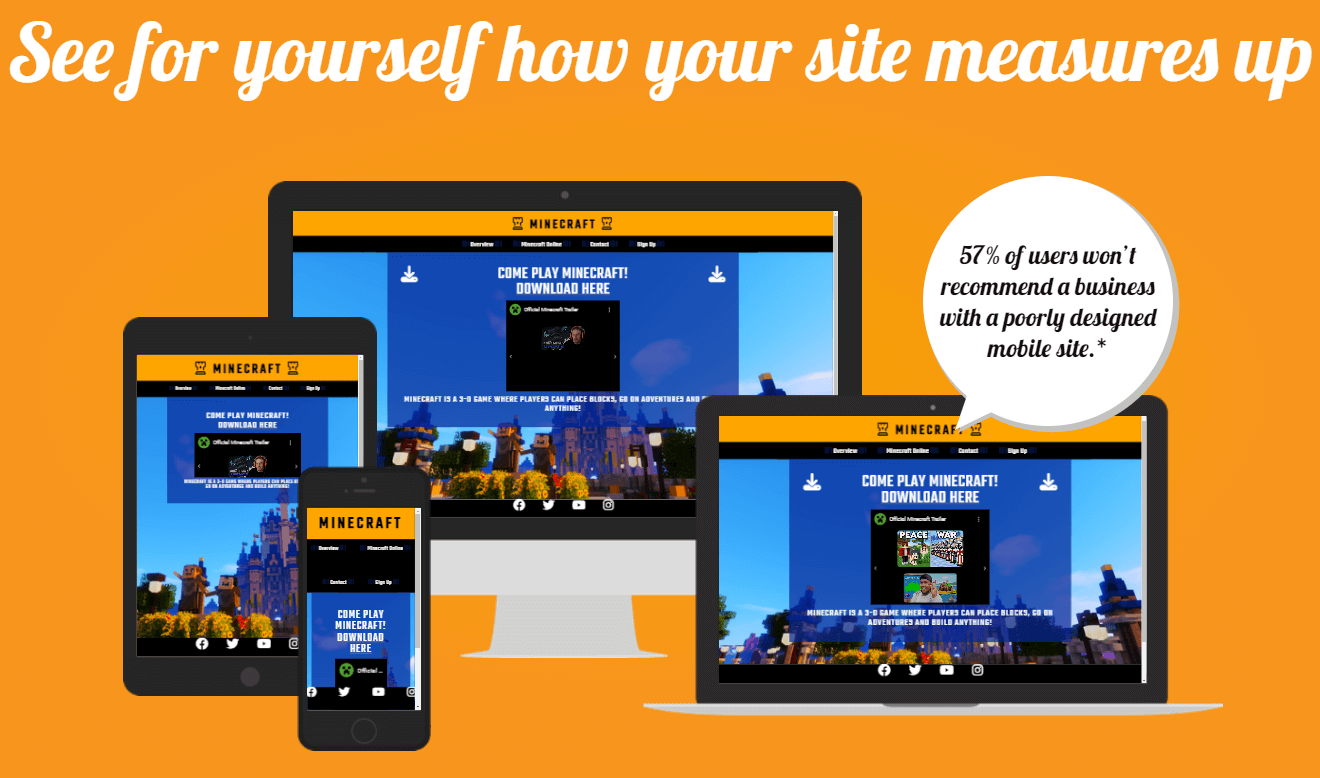 See for yourself how your site measures up
57% of users won't
recommend a business
with a poorly designed
mobile site.*
MINECRAFT
Overview Minecraft Online Contact Sign Up
COME PLAY MINECRAFT!
DOWNLOAD HERE
Official Minecraft Trailer
MINECRAFT IS A 3-D GAME WHERE PLAYERS CAN PLACE BLOCKS, GO ON ADVENTURES AND
ANYTHING!
MINECRAFT
Overview Minecraft Online Contact Sign Up
COME PLAY MINECRAFT!
DOWNLOAD HERE
Official Minecraft Trailer
MINECRAFT IS A 3-D GAME WHERE PLAYERS CAN PLACE
GO ON ADVENTURES AND BUILD ANYTHING!
MINECRAFT
Overview Minecraft Online
Contact Sign Up
COME PLAY
MINECRAFT!
DOWNLOAD
HERE
Official ...
MINECRAFT
Overview Minecraft Online Contact Sign Up
COME PLAY MINECRAFT!
DOWNLOAD HERE
Official Minecraft Trailer
PEACE WAR
MINECRAFT IS A 3-D GAME WHERE PLAYERS CAN PLACE BLOCKS, GO ON
ADVENTURES AND BUILD ANYTHING!